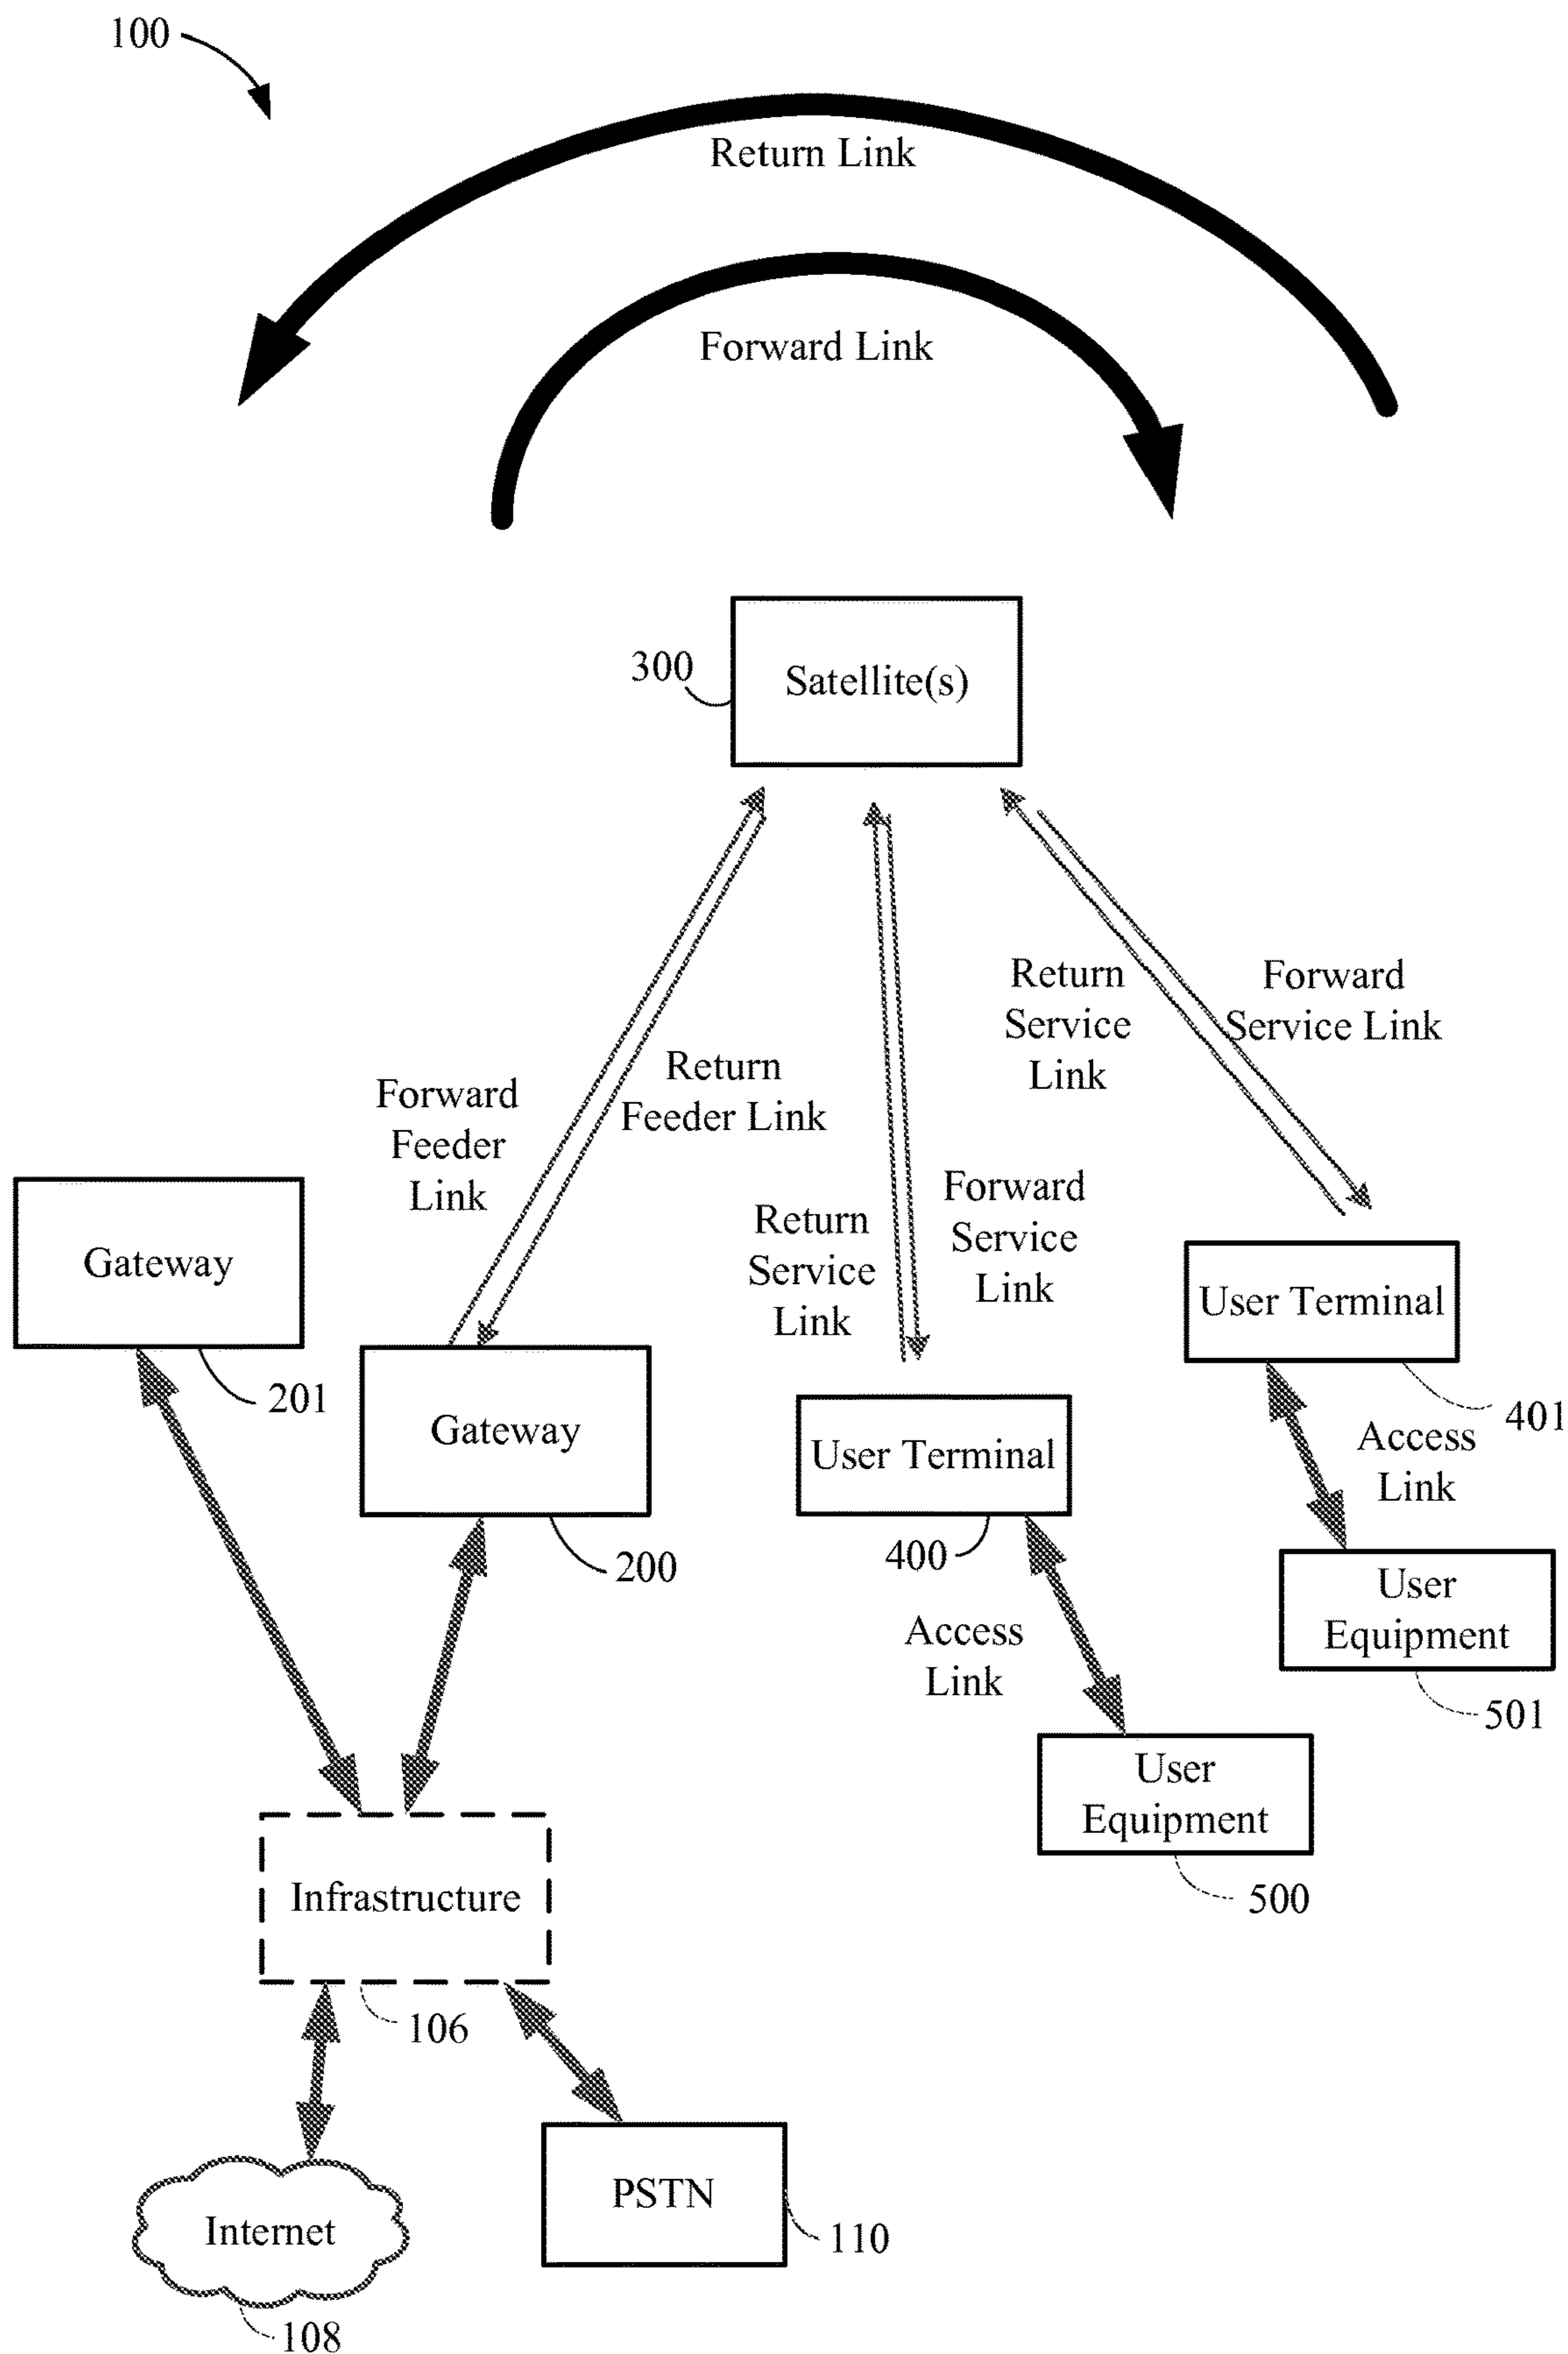 100
Return Link
Forward Link
300
Satellite(s)
Return
Service
Link
Forward
Service Link
Forward
Feeder
Link
Return
Feeder Link
Return
Service
Link
Forward
Service
Link
Gateway
201
Gateway
200
User Terminal
401
User Terminal
400
Access
Link
User
Equipment
501
Access
Link
User
Equipment
500
Infrastructure
106
PSTN
110
Internet
108